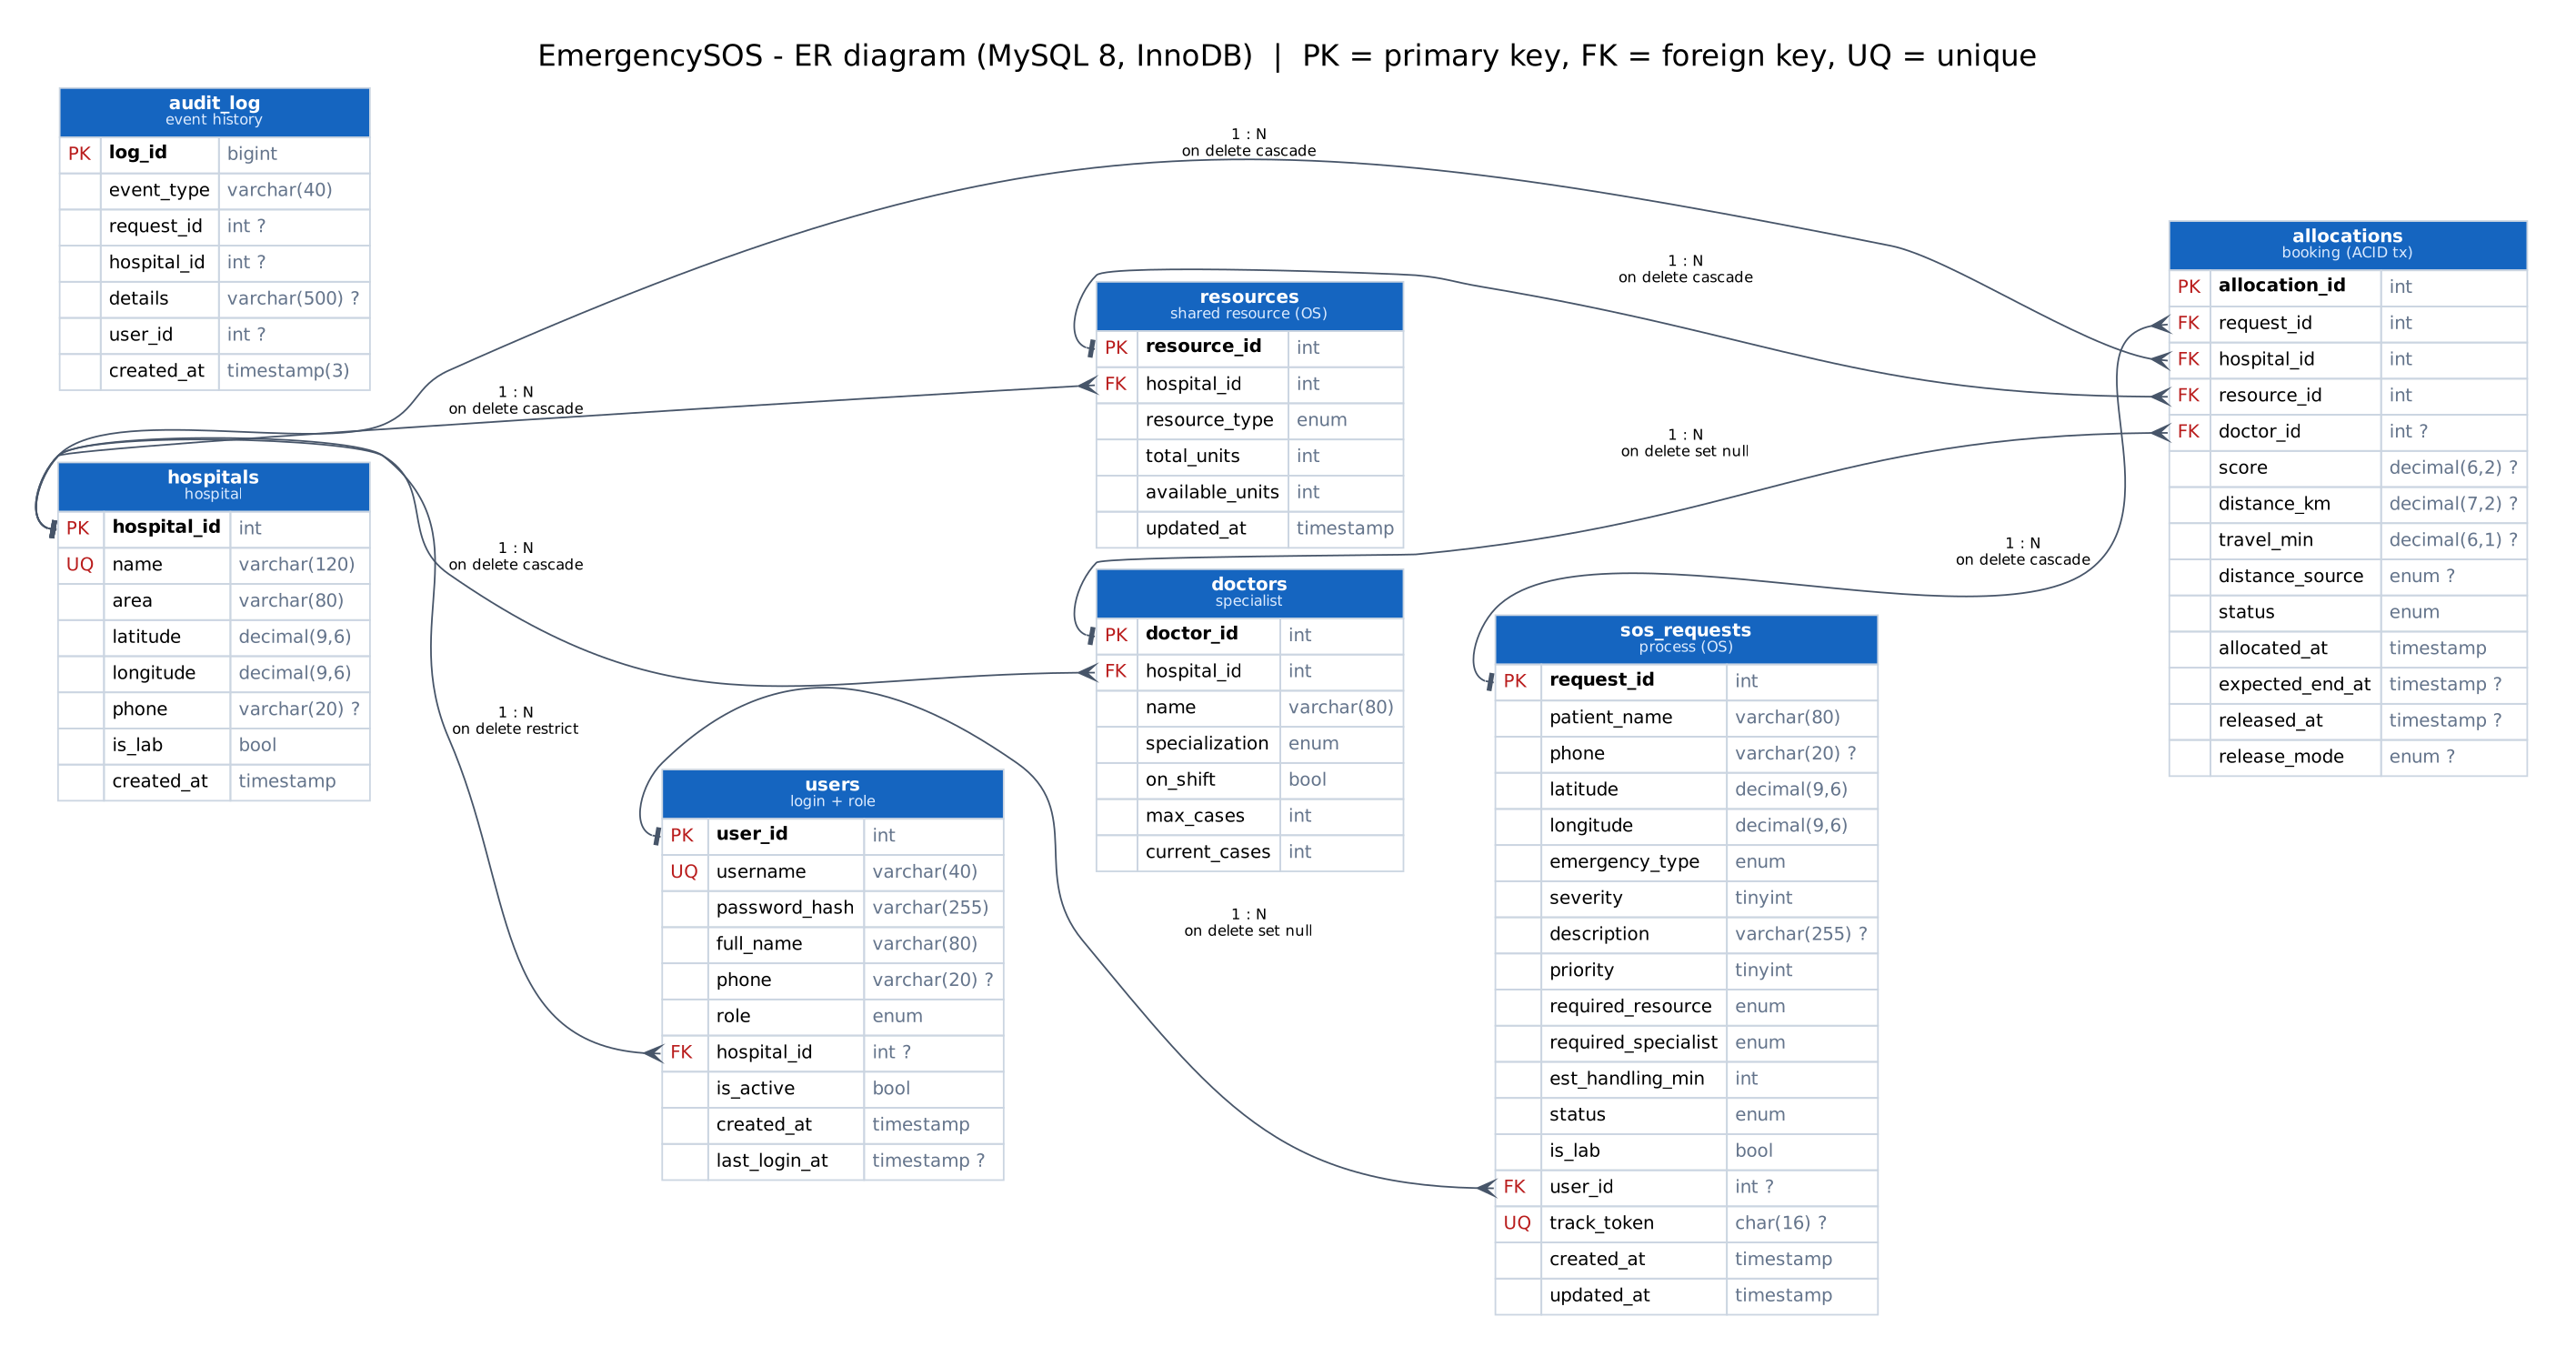 EmergencySOS - ER diagram (MySQL 8, InnoDB) | PK = primary key, FK = foreign key, UQ = unique
audit_log
event history
PK log_id bigint
event_type varchar(40)
request_id int ?
hospital_id int ?
details varchar(500) ?
user_id int ?
created_at timestamp(3)
1 : N
on delete cascade
1 : N
on delete cascade
1 : N
on delete cascade
1 : N
on delete set null
1 : N
on delete cascade
1 : N
on delete restrict
1 : N
on delete cascade
1 : N
on delete set null
hospitals
hospital
PK hospital_id int
UQ name varchar(120)
area varchar(80)
latitude decimal(9,6)
longitude decimal(9,6)
phone varchar(20) ?
is_lab bool
created_at timestamp
resources
shared resource (OS)
PK resource_id int
FK hospital_id int
resource_type enum
total_units int
available_units int
updated_at timestamp
doctors
specialist
PK doctor_id int
FK hospital_id int
name varchar(80)
specialization enum
on_shift bool
max_cases int
current_cases int
users
login + role
PK user_id int
UQ username varchar(40)
password_hash varchar(255)
full_name varchar(80)
phone varchar(20) ?
role enum
FK hospital_id int ?
is_active bool
created_at timestamp
last_login_at timestamp ?
sos_requests
process (OS)
PK request_id int
patient_name varchar(80)
phone varchar(20) ?
latitude decimal(9,6)
longitude decimal(9,6)
emergency_type enum
severity tinyint
description varchar(255) ?
priority tinyint
required_resource enum
required_specialist enum
est_handling_min int
status enum
is_lab bool
FK user_id int ?
UQ track_token char(16) ?
created_at timestamp
updated_at timestamp
allocations
booking (ACID tx)
PK allocation_id int
FK request_id int
FK hospital_id int
FK resource_id int
FK doctor_id int ?
score decimal(6,2) ?
distance_km decimal(7,2) ?
travel_min decimal(6,1) ?
distance_source enum ?
status enum
allocated_at timestamp
expected_end_at timestamp ?
released_at timestamp ?
release_mode enum ?